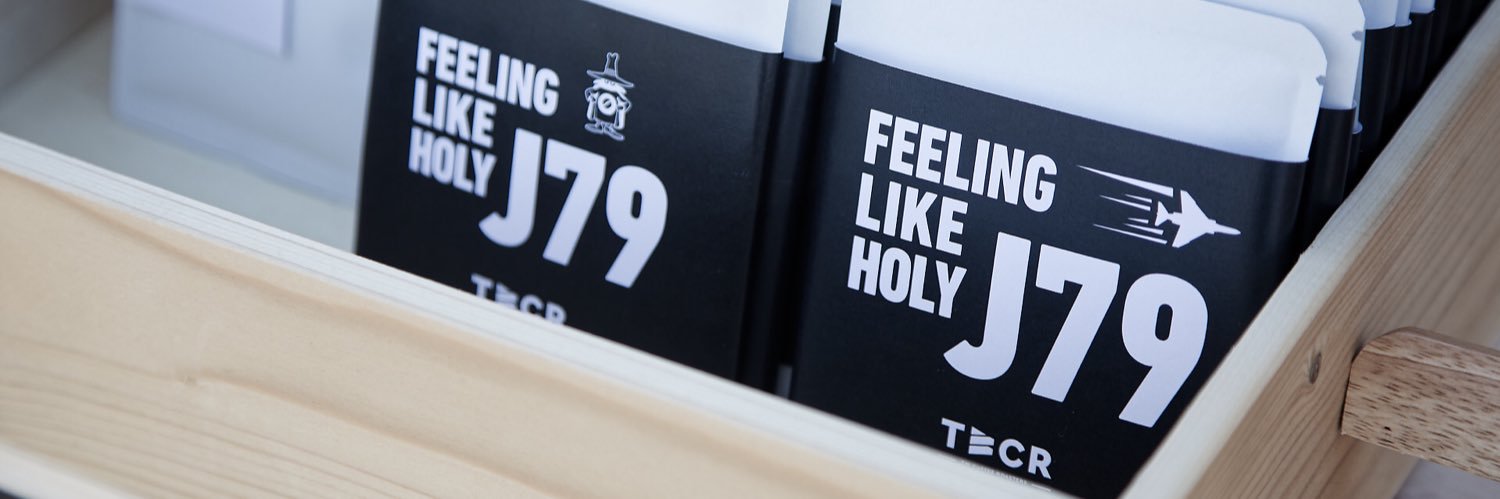 FEELING
LIKE
HOLY J79
TECR
FEELING
LIKE
HOLY J79
TECR